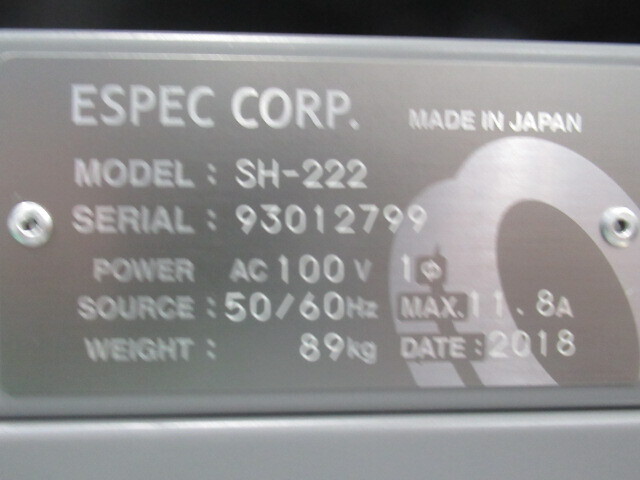 ESPEC CORP. MADE IN JAPAN
MODEL : SH-222
SERIAL : 93012799
POWER AC 100 V 1Φ
SOURCE : 50/60Hz MAX. 11.8A
WEIGHT : 89kg DATE : 2018